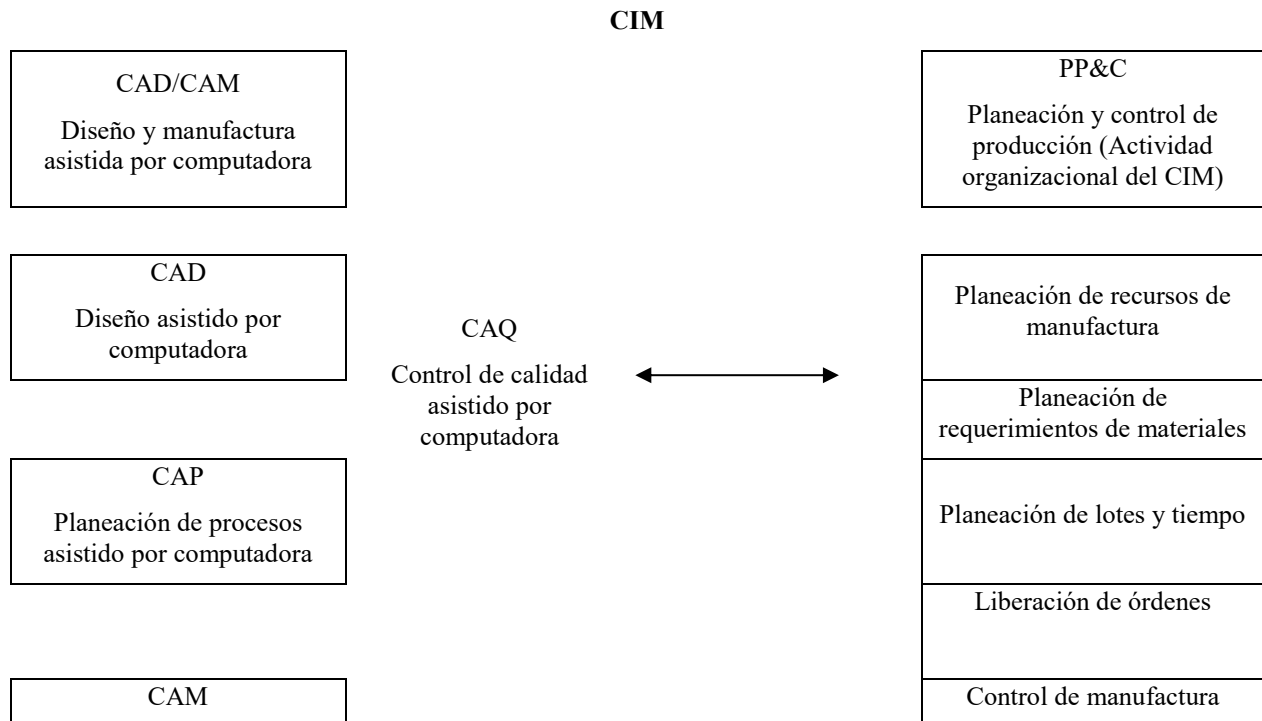 CIM
CAD/CAM
Diseño y manufactura
asistida por computadora
PP&C
Planeación y control de
producción (Actividad
organizacional del CIM)
CAD
Diseño asistido por
computadora
CAQ
Control de calidad
asistido por
computadora
Planeación de recursos de
manufactura
Planeación de
requerimientos de materiales
CAP
Planeación de procesos
asistido por computadora
Planeación de lotes y tiempo
Liberación de órdenes
CAM
Control de manufactura